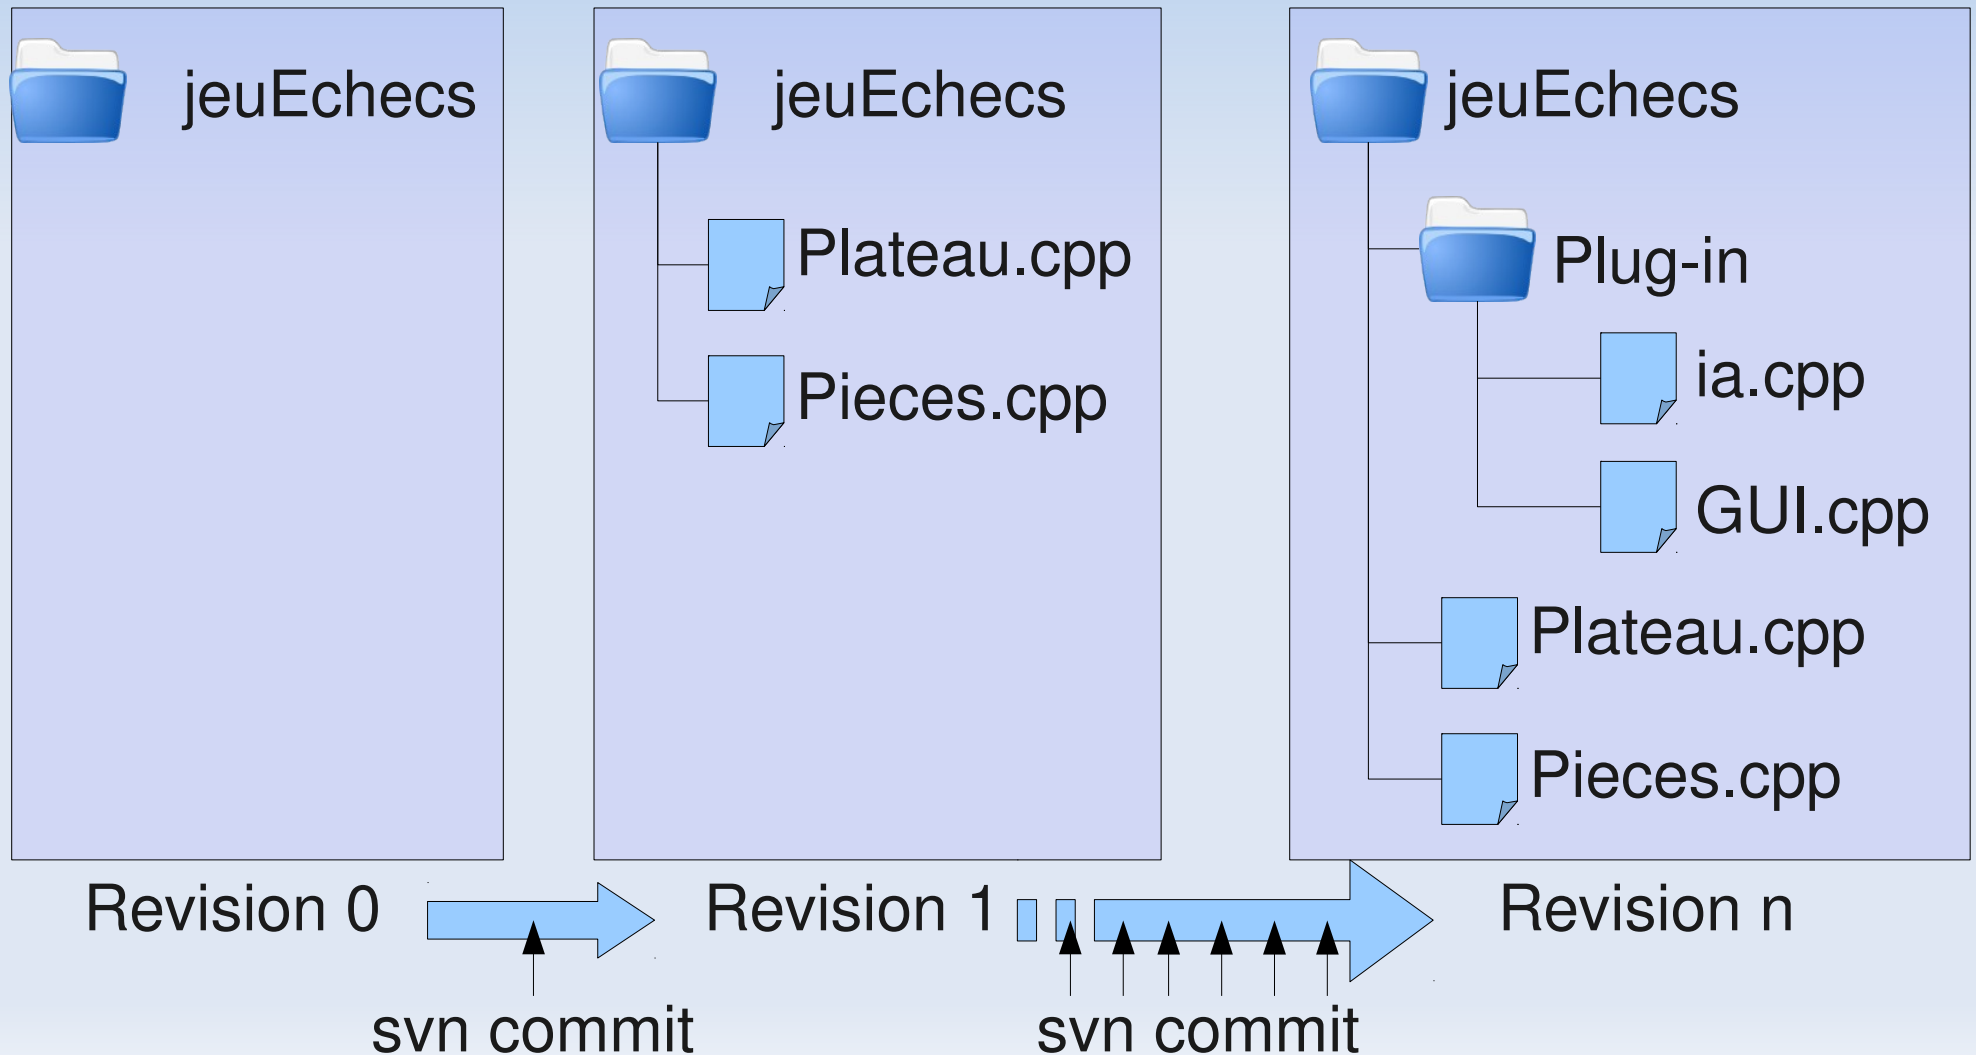 jeuEchecs
Revision 0
jeuEchecs
Plateau.cpp
Pieces.cpp
Revision 1
jeuEchecs
Plug-in
ia.cpp
GUI.cpp
Plateau.cpp
Pieces.cpp
Revision n
svn commit
svn commit